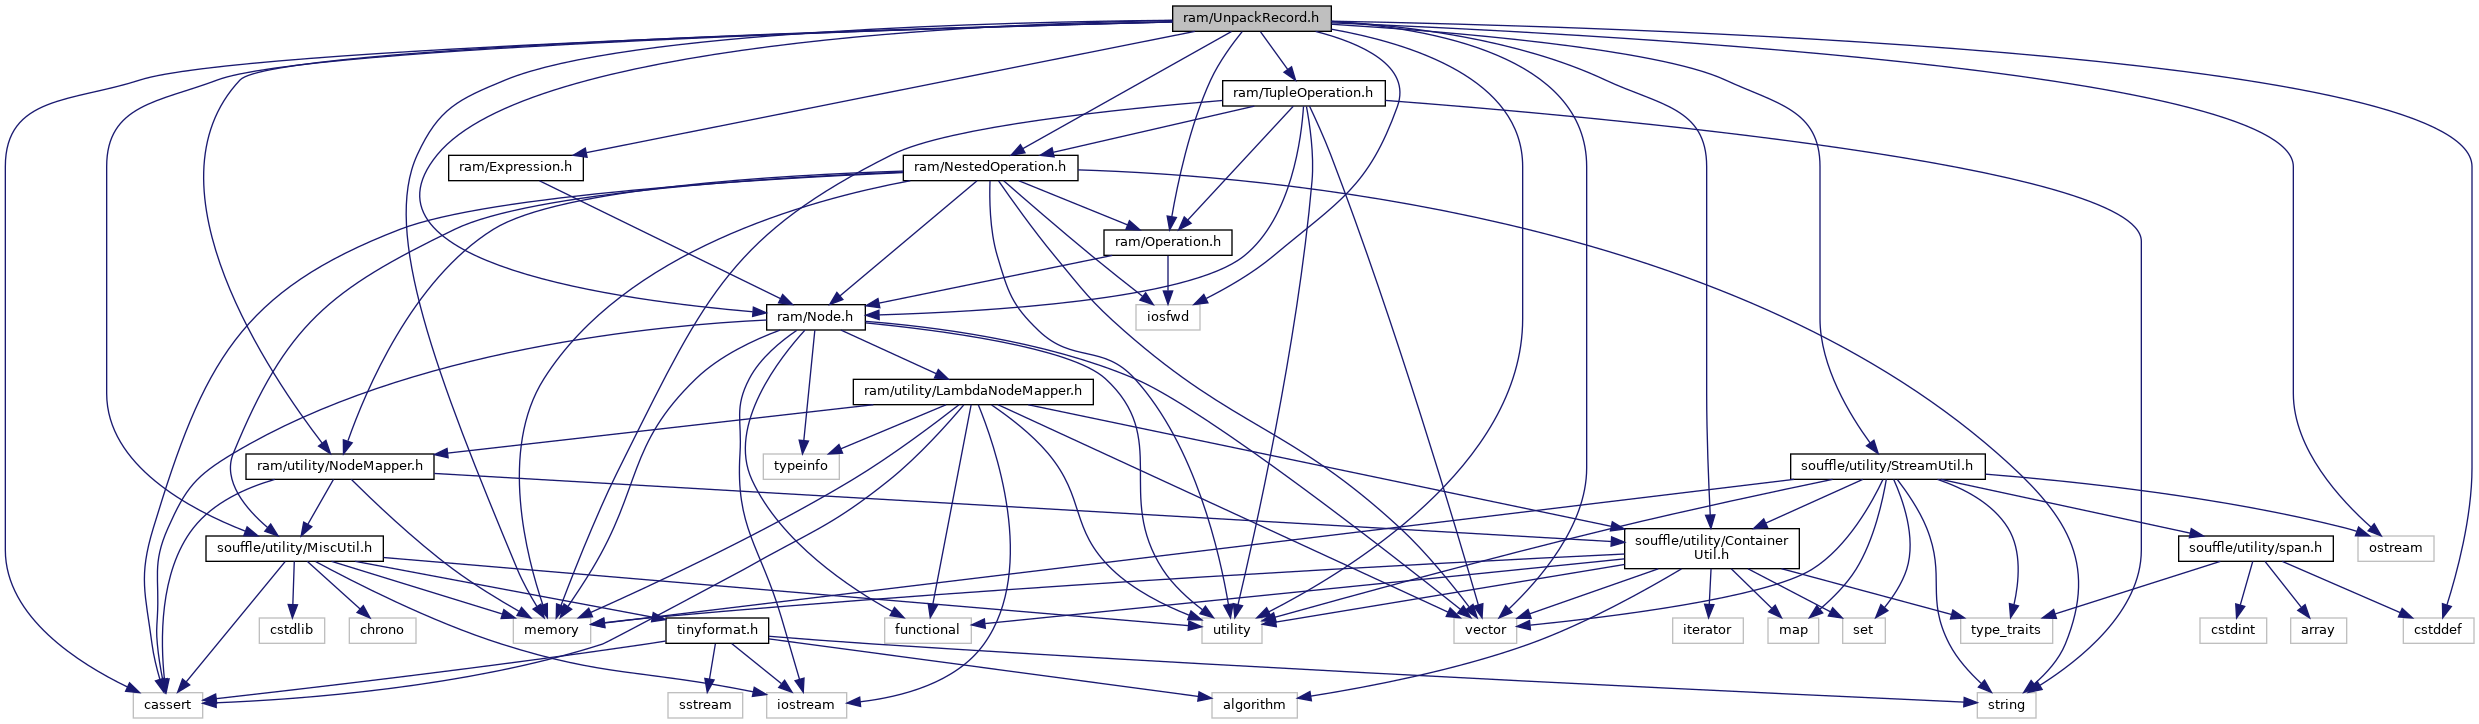 ram/UnpackRecord.h
ram/TupleOperation.h
ram/Expression.h
ram/NestedOperation.h
ram/Operation.h
ram/Node.h
iosfwd
ram/utility/LambdaNodeMapper.h
ram/utility/NodeMapper.h
typeinfo
souffle/utility/StreamUtil.h
souffle/utility/MiscUtil.h
souffle/utility/Container
Util.h
souffle/utility/span.h
ostream
cstdlib
chrono
memory
tinyformat.h
functional
utility
vector
iterator
map
set
type_traits
cstdint
array
cstddef
cassert
sstream
iostream
algorithm
string